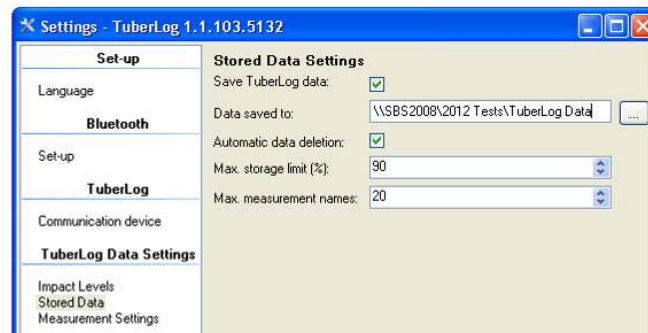 Settings - TuberLog 1.1.103.5132
Set-up
Language
Bluetooth
Set-up
TuberLog
Communication device
TuberLog Data Settings
Impact Levels
Stored Data
Measurement Settings
Stored Data Settings
Save TuberLog data:
Data saved to: \\SBS2008\2012 Tests\TuberLog Data ...
Automatic data deletion:
Max. storage limit (%): 90
Max. measurement names: 20